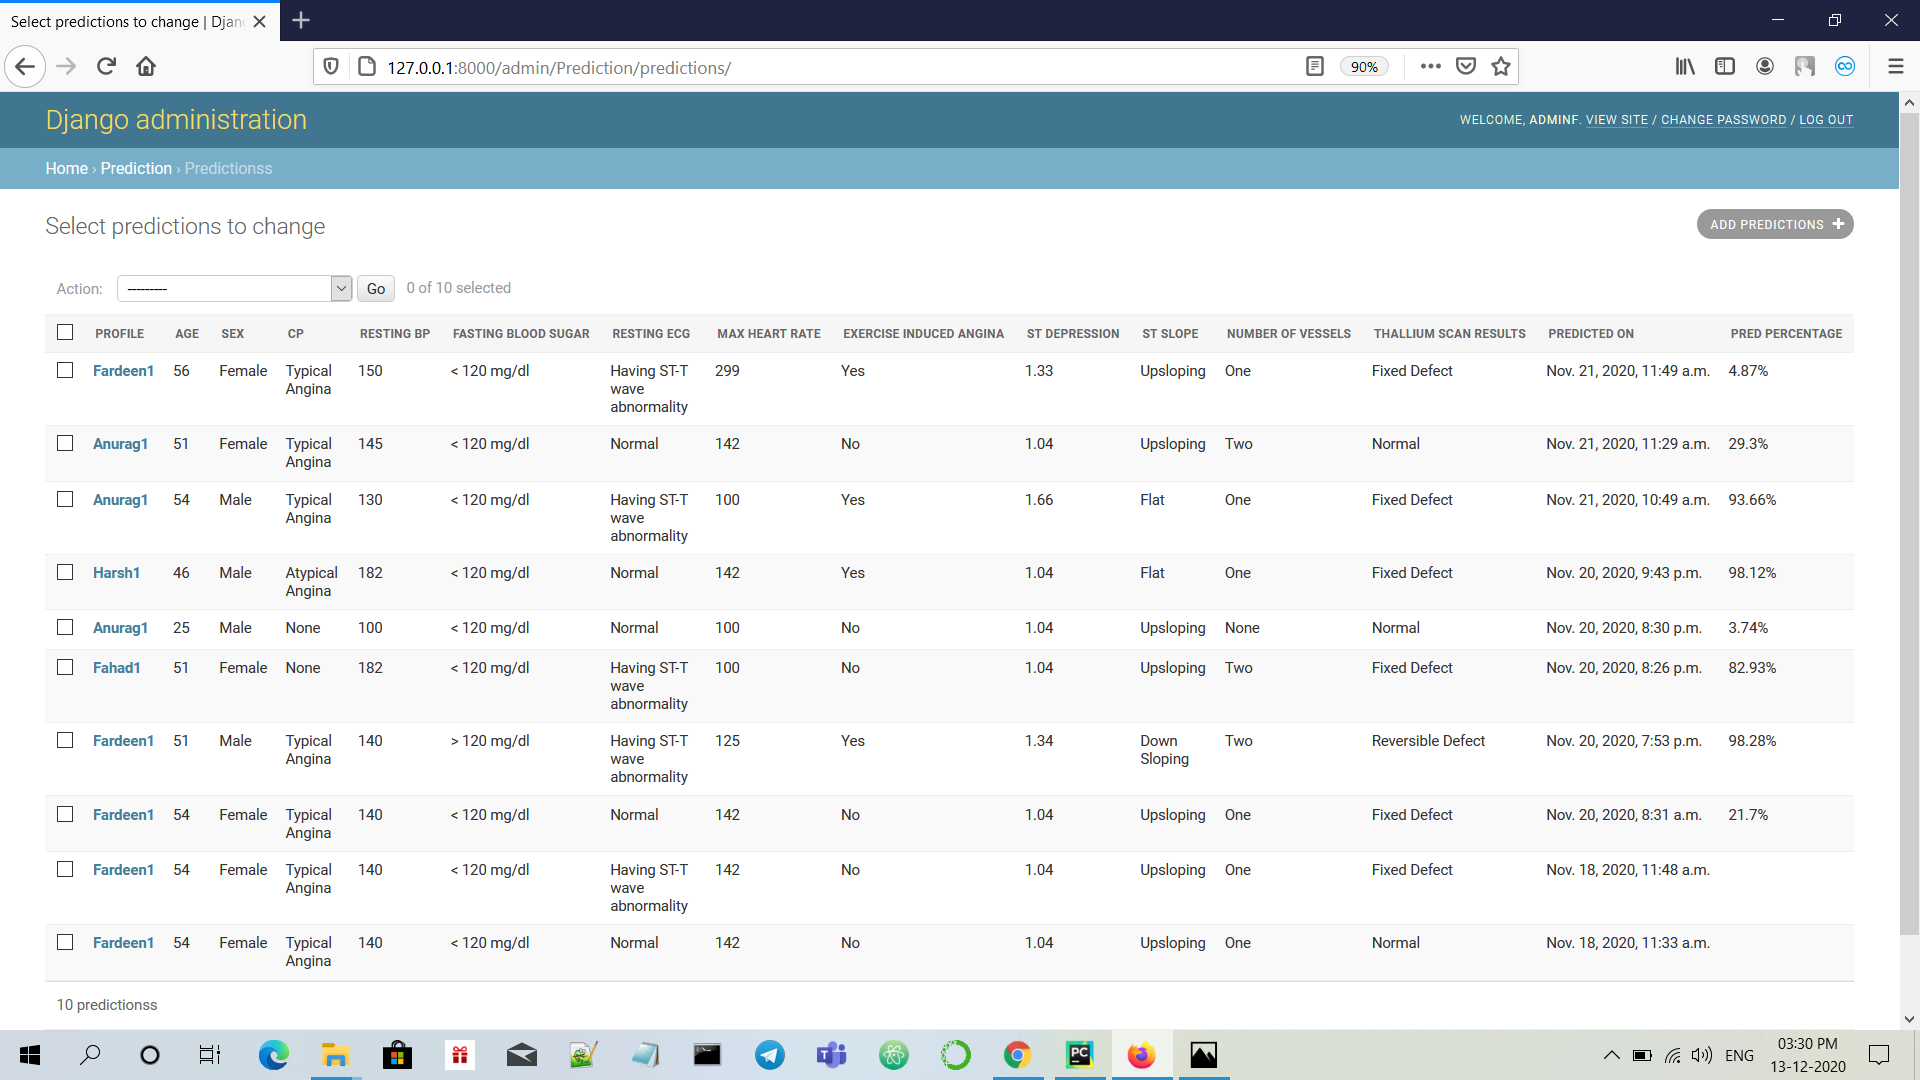 Select predictions to change | Djan
127.0.0.1:8000/admin/Prediction/predictions/
90%
Django administration
WELCOME, ADMINF. VIEW SITE / CHANGE PASSWORD / LOG OUT
Home › Prediction › Predictionss
Select predictions to change
ADD PREDICTIONS +
Action: --------- Go 0 of 10 selected
PROFILE AGE SEX CP RESTING BP FASTING BLOOD SUGAR RESTING ECG MAX HEART RATE EXERCISE INDUCED ANGINA ST DEPRESSION ST SLOPE NUMBER OF VESSELS THALLIUM SCAN RESULTS PREDICTED ON PRED PERCENTAGE
Fardeen1 56 Female Typical 150 < 120 mg/dl Having ST-T 299 Yes 1.33 Upsloping One Fixed Defect Nov. 21, 2020, 11:49 a.m. 4.87%
Angina wave
abnormality
Anurag1 51 Female Typical 145 < 120 mg/dl Normal 142 No 1.04 Upsloping Two Normal Nov. 21, 2020, 11:29 a.m. 29.3%
Angina
Anurag1 54 Male Typical 130 < 120 mg/dl Having ST-T 100 Yes 1.66 Flat One Fixed Defect Nov. 21, 2020, 10:49 a.m. 93.66%
Angina wave
abnormality
Harsh1 46 Male Atypical 182 < 120 mg/dl Normal 142 Yes 1.04 Flat One Fixed Defect Nov. 20, 2020, 9:43 p.m. 98.12%
Angina
Anurag1 25 Male None 100 < 120 mg/dl Normal 100 No 1.04 Upsloping None Normal Nov. 20, 2020, 8:30 p.m. 3.74%
Fahad1 51 Female None 182 < 120 mg/dl Having ST-T 100 No 1.04 Upsloping Two Fixed Defect Nov. 20, 2020, 8:26 p.m. 82.93%
wave
abnormality
Fardeen1 51 Male Typical 140 > 120 mg/dl Having ST-T 125 Yes 1.34 Down Two Reversible Defect Nov. 20, 2020, 7:53 p.m. 98.28%
Angina wave Sloping
abnormality
Fardeen1 54 Female Typical 140 < 120 mg/dl Normal 142 No 1.04 Upsloping One Fixed Defect Nov. 20, 2020, 8:31 a.m. 21.7%
Angina
Fardeen1 54 Female Typical 140 < 120 mg/dl Having ST-T 142 No 1.04 Upsloping One Fixed Defect Nov. 18, 2020, 11:48 a.m.
Angina wave
abnormality
Fardeen1 54 Female Typical 140 < 120 mg/dl Normal 142 No 1.04 Upsloping One Normal Nov. 18, 2020, 11:33 a.m.
Angina
10 predictionss
PC
ENG
03:30 PM
13-12-2020